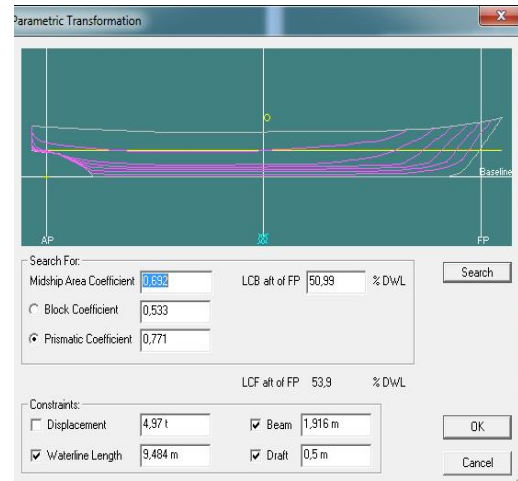 Parametric Transformation
x
Baseline
AP
FP
Search For:
Midship Area Coefficient 0,692 LCB aft of FP 50,99 % DWL Search
Block Coefficient 0,533
Prismatic Coefficient 0,771
LCF aft of FP 53,9 % DWL
Constraints:
Displacement 4,97 t Beam 1,916 m OK
Waterline Length 9,484 m Draft 0,5 m Cancel